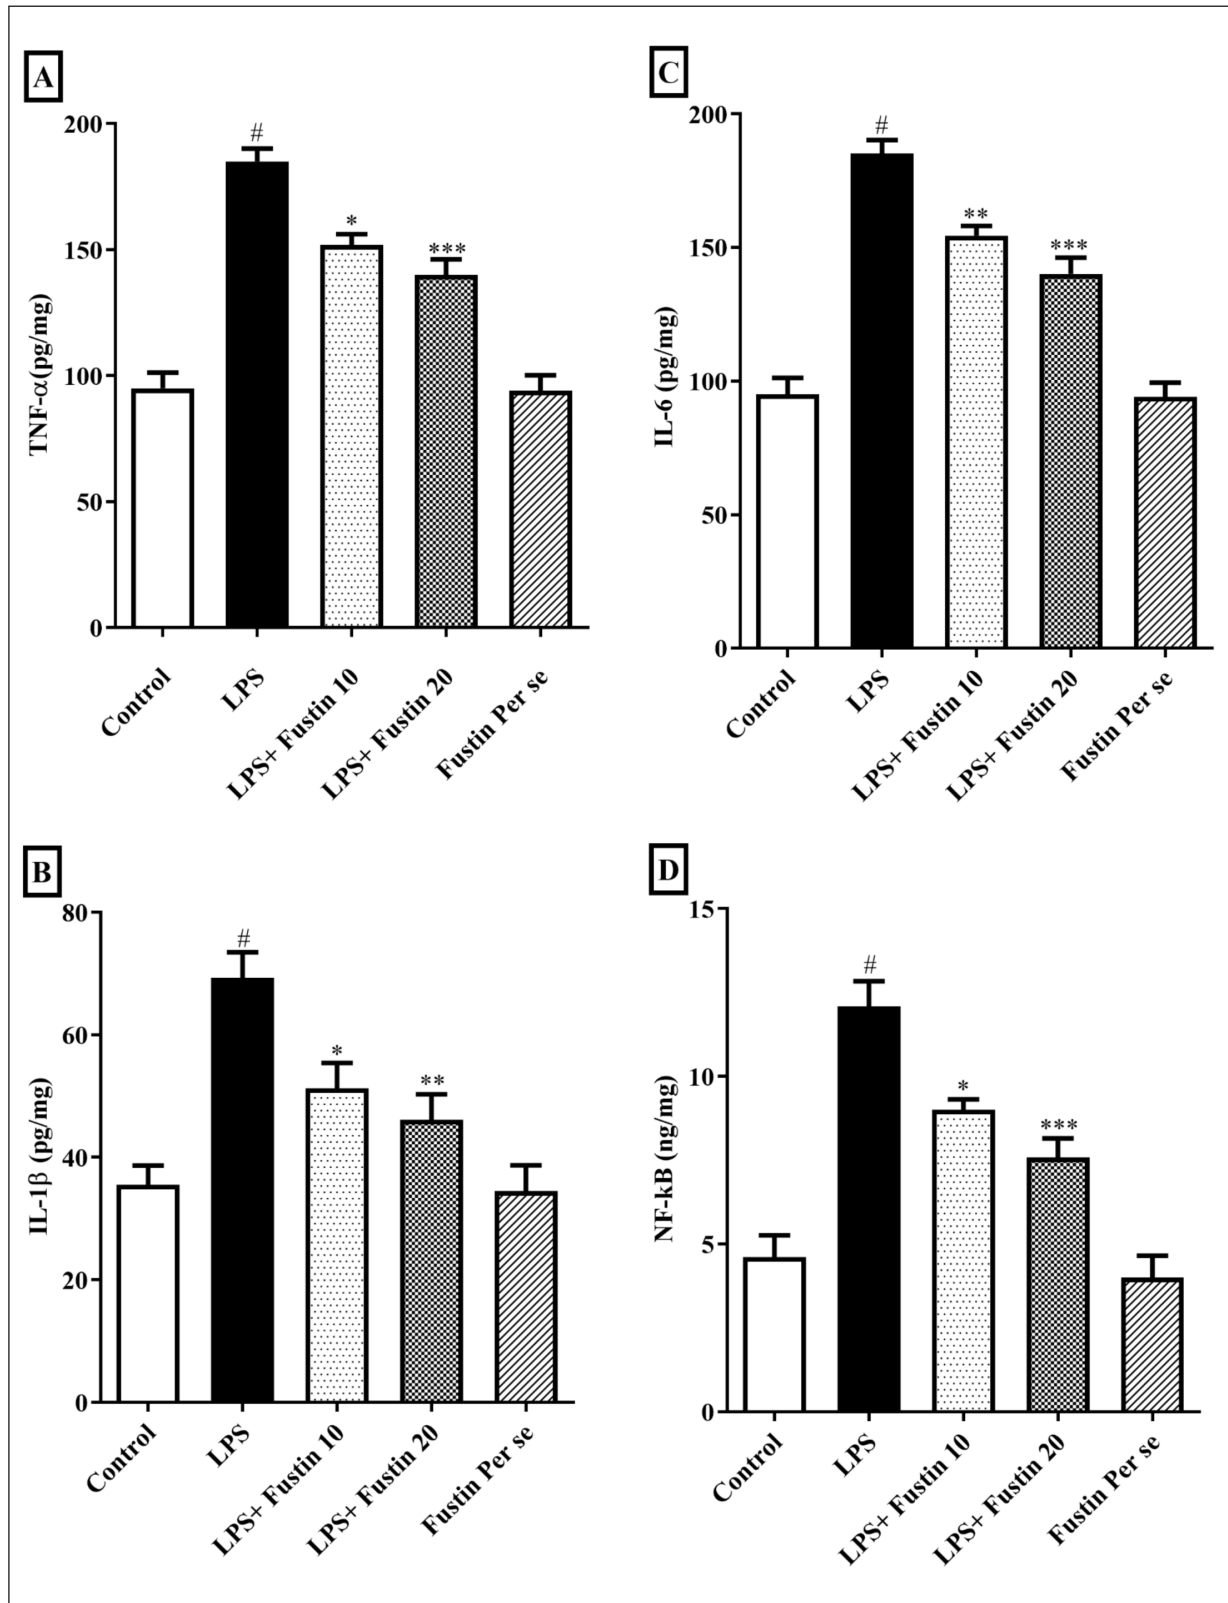 A
TNF-α(pg/mg)
200
150
100
50
0
#
*
***
Control
LPS
LPS+ Fustin 10
LPS+ Fustin 20
Fustin Per se
C
IL-6 (pg/mg)
200
150
100
50
0
#
**
***
Control
LPS
LPS+ Fustin 10
LPS+ Fustin 20
Fustin Per se
B
IL-1β (pg/mg)
80
60
40
20
0
#
*
**
Control
LPS
LPS+ Fustin 10
LPS+ Fustin 20
Fustin Per se
D
NF-kB (ng/mg)
15
10
5
0
#
*
***
Control
LPS
LPS+ Fustin 10
LPS+ Fustin 20
Fustin Per se